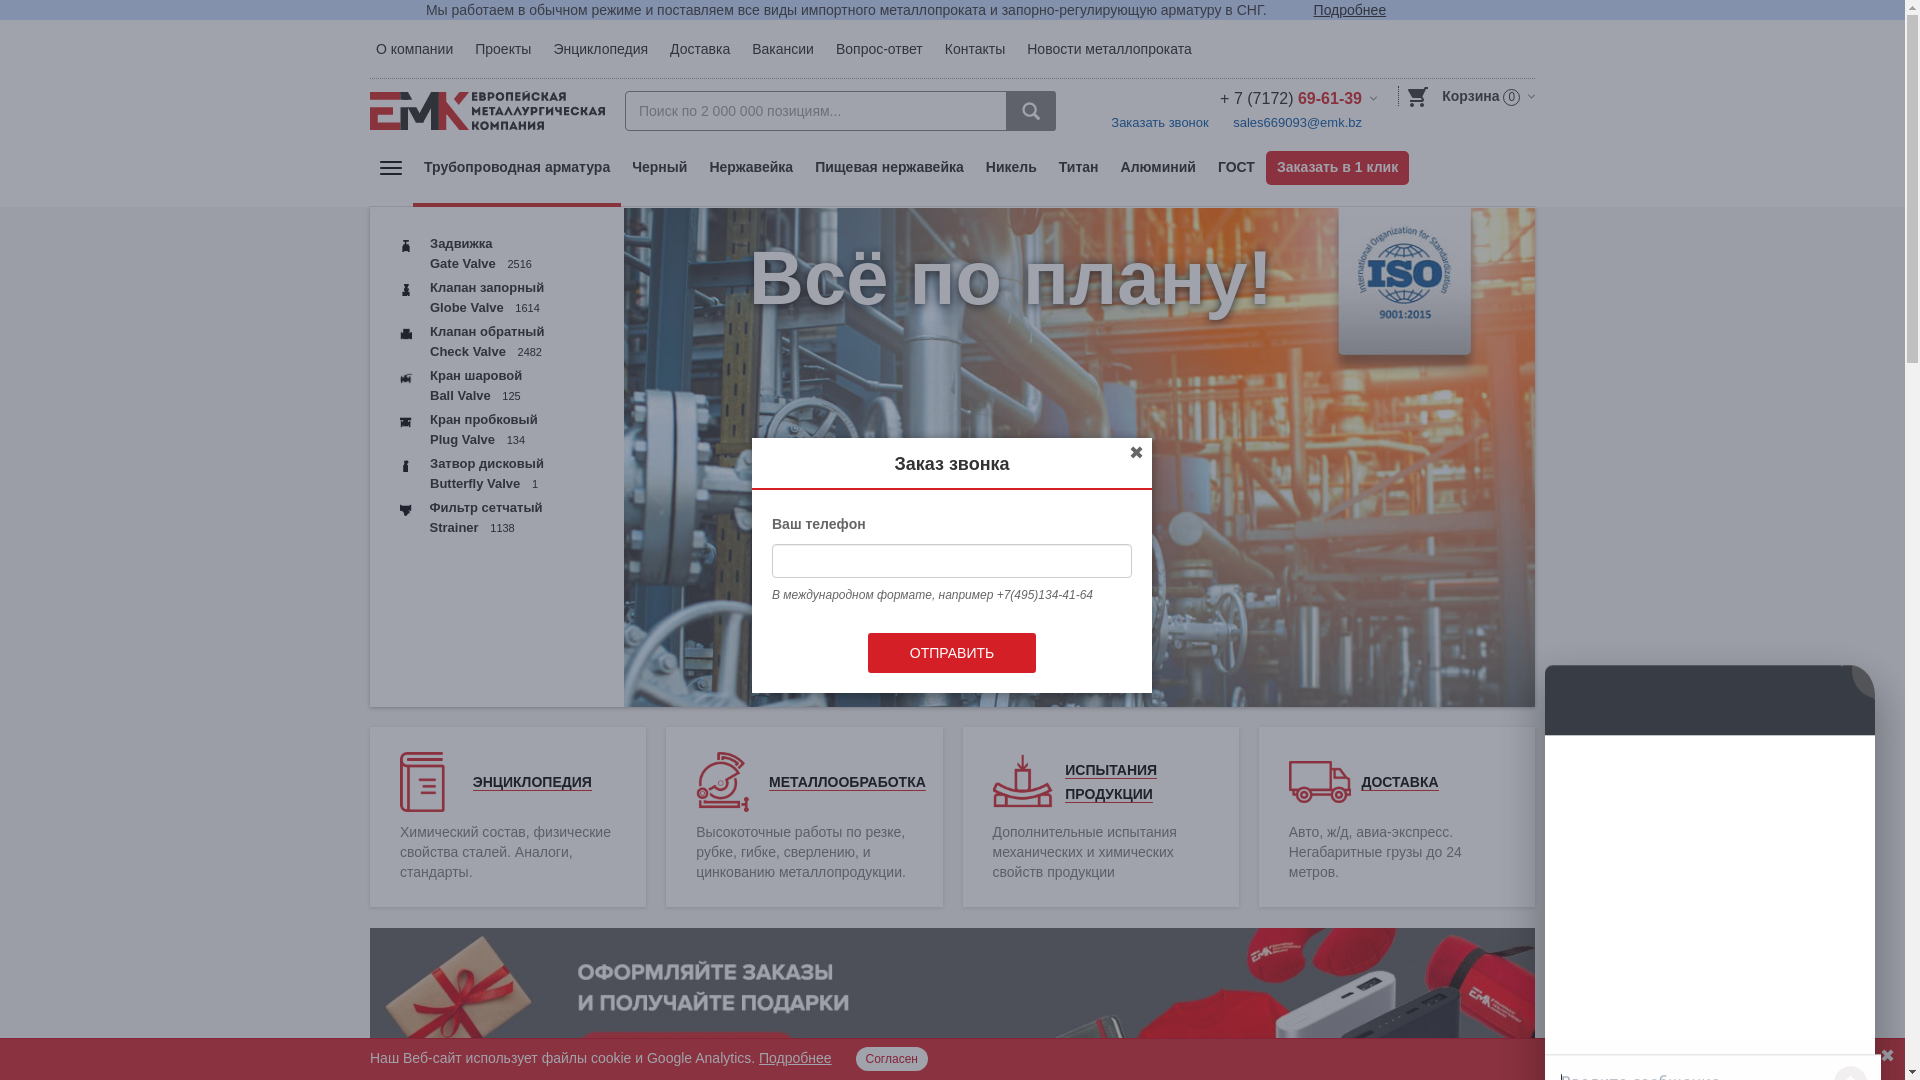 Мы работаем в обычном режиме и поставляем все виды импортного металлопроката и запорно-регулирующую арматуру в СНГ. Подробнее
О компании Проекты Энциклопедия Доставка Вакансии Вопрос-ответ Контакты Новости металлопроката
ЕМК ЕВРОПЕЙСКАЯ
МЕТАЛЛУРГИЧЕСКАЯ
КОМПАНИЯ
Поиск по 2 000 000 позициям...
+ 7 (7172) 69-61-39
Заказать звонок sales669093@emk.bz
Корзина 0
Трубопроводная арматура Черный Нержавейка Пищевая нержавейка Никель Титан Алюминий ГОСТ Заказать в 1 клик
Задвижка
Gate Valve 2516
Клапан запорный
Globe Valve 1614
Клапан обратный
Check Valve 2482
Кран шаровой
Ball Valve 125
Кран пробковый
Plug Valve 134
Затвор дисковый
Butterfly Valve 1
Фильтр сетчатый
Strainer 1138
Всё по плану!
International Organization for Standardization
ISO
9001:2015
Заказ звонка
✖
Ваш телефон
В международном формате, например +7(495)134-41-64
ОТПРАВИТЬ
ЭНЦИКЛОПЕДИЯ
Химический состав, физические
свойства сталей. Аналоги,
стандарты.
МЕТАЛЛООБРАБОТКА
Высокоточные работы по резке,
рубке, гибке, сверлению, и
цинкованию металлопродукции.
ИСПЫТАНИЯ
ПРОДУКЦИИ
Дополнительные испытания
механических и химических
свойств продукции
ДОСТАВКА
Авто, ж/д, авиа-экспресс.
Негабаритные грузы до 24
метров.
ОФОРМЛЯЙТЕ ЗАКАЗЫ
И ПОЛУЧАЙТЕ ПОДАРКИ
Наш Веб-сайт использует файлы cookie и Google Analytics. Подробнее Согласен
✖
Введите сообщение